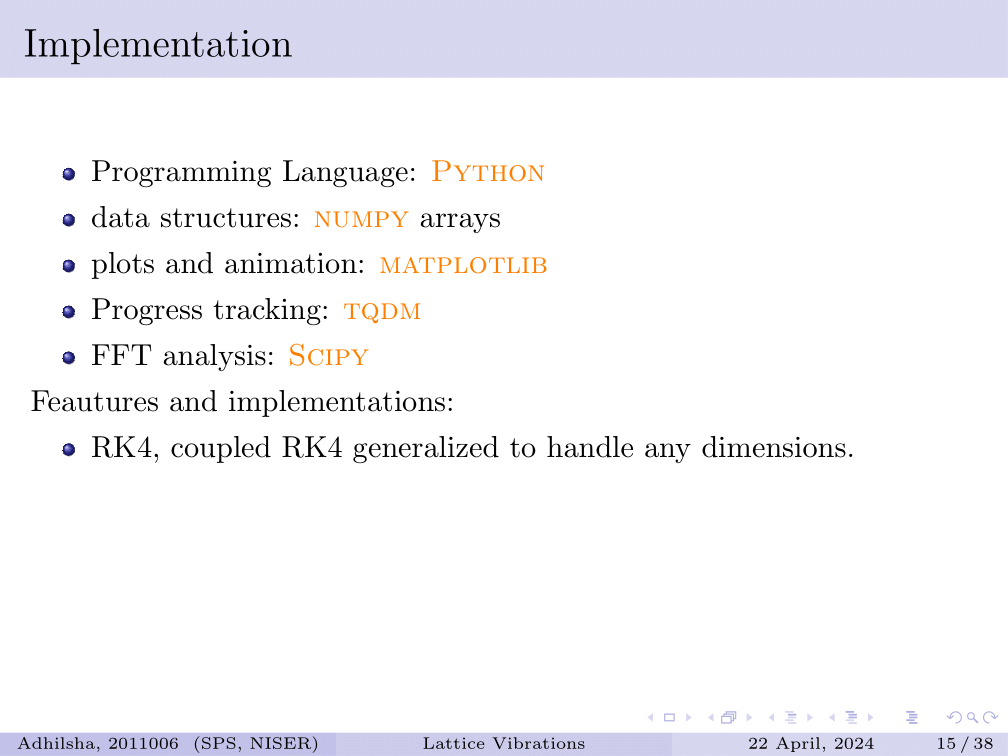 Implementation
Programming Language: Python
data structures: numpy arrays
plots and animation: matplotlib
Progress tracking: tqdm
FFT analysis: Scipy
Feautures and implementations:
RK4, coupled RK4 generalized to handle any dimensions.
Adhilsha, 2011006 (SPS, NISER) Lattice Vibrations 22 April, 2024 15 / 38